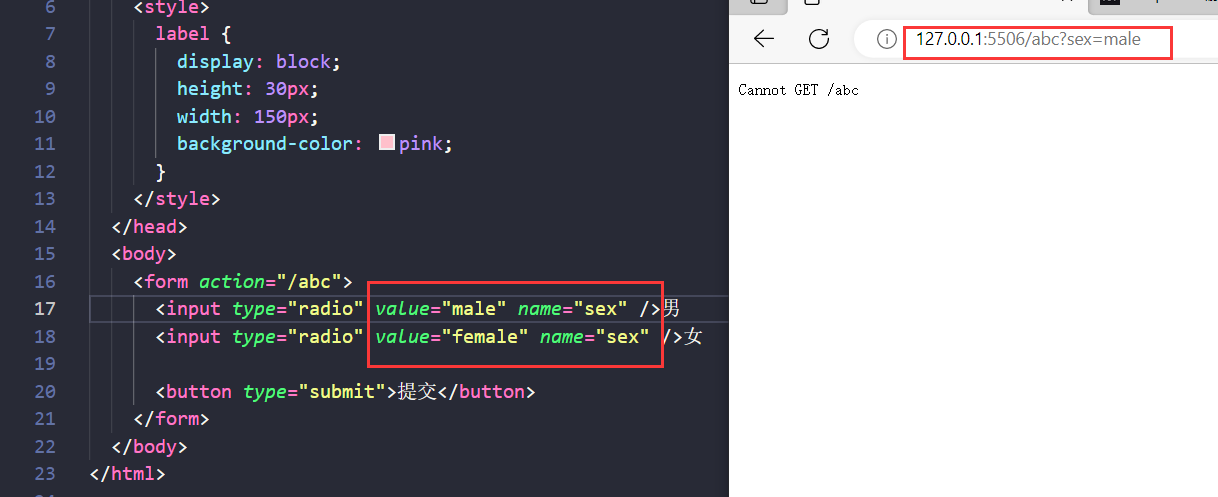 6 <style>
7 label {
8 display: block;
9 height: 30px;
10 width: 150px;
11 background-color: pink;
12 }
13 </style>
14 </head>
15 <body>
16 <form action="/abc">
17 <input type="radio" value="male" name="sex" />男
18 <input type="radio" value="female" name="sex" />女
19
20 <button type="submit">提交</button>
21 </form>
22 </body>
23 </html>
127.0.0.1:5506/abc?sex=male
Cannot GET /abc